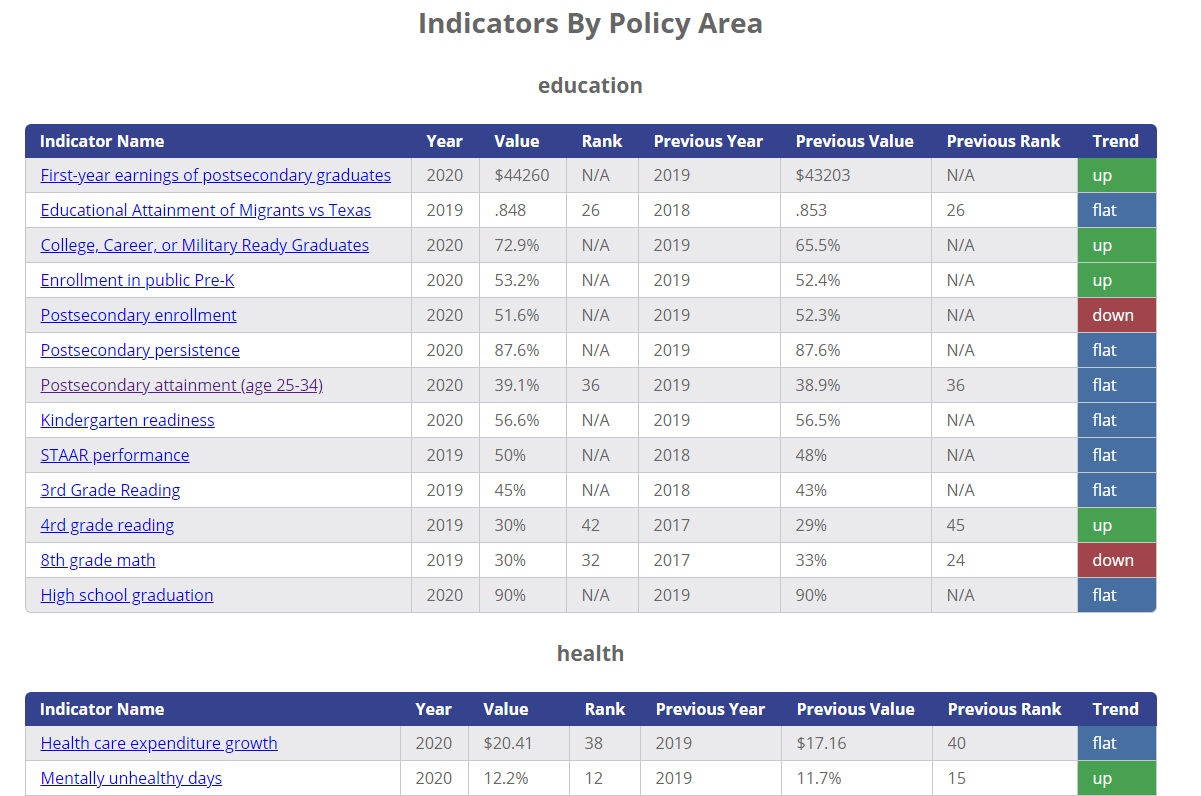 Indicators By Policy Area
education
Indicator Name Year Value Rank Previous Year Previous Value Previous Rank Trend
First-year earnings of postsecondary graduates 2020 $44260 N/A 2019 $43203 N/A up
Educational Attainment of Migrants vs Texas 2019 .848 26 2018 .853 26 flat
College, Career, or Military Ready Graduates 2020 72.9% N/A 2019 65.5% N/A up
Enrollment in public Pre-K 2020 53.2% N/A 2019 52.4% N/A up
Postsecondary enrollment 2020 51.6% N/A 2019 52.3% N/A down
Postsecondary persistence 2020 87.6% N/A 2019 87.6% N/A flat
Postsecondary attainment (age 25-34) 2020 39.1% 36 2019 38.9% 36 flat
Kindergarten readiness 2020 56.6% N/A 2019 56.5% N/A flat
STAAR performance 2019 50% N/A 2018 48% N/A flat
3rd Grade Reading 2019 45% N/A 2018 43% N/A flat
4rd grade reading 2019 30% 42 2017 29% 45 up
8th grade math 2019 30% 32 2017 33% 24 down
High school graduation 2020 90% N/A 2019 90% N/A flat
health
Indicator Name Year Value Rank Previous Year Previous Value Previous Rank Trend
Health care expenditure growth 2020 $20.41 38 2019 $17.16 40 flat
Mentally unhealthy days 2020 12.2% 12 2019 11.7% 15 up